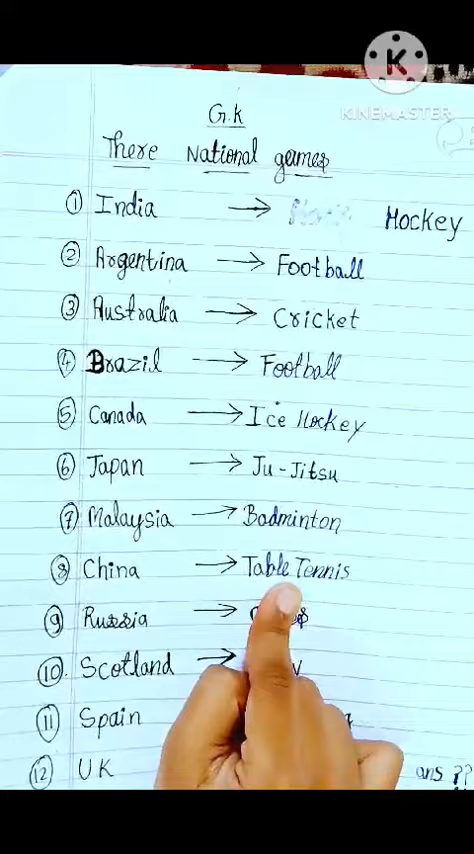 K
KINEMASTER
G.K
There National games
① India → Hockey
② Argentina → Football
③ Australia → Cricket
④ Brazil → Football
⑤ Canada → Ice Hockey
⑥ Japan → Ju-Jitsu
⑦ Malaysia → Badminton
⑧ China → Table Tennis
⑨ Russia →
⑩ Scotland →
⑪ Spain
⑫ UK ans ??